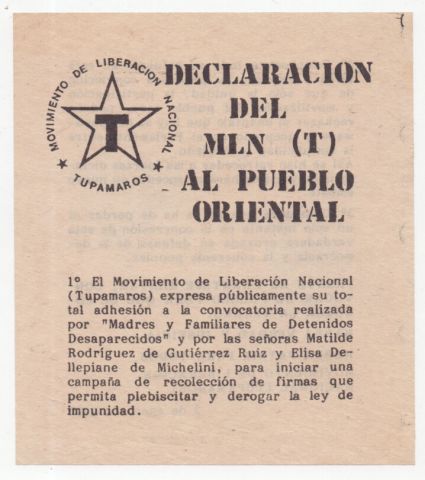 MOVIMIENTO DE LIBERACION NACIONAL
TUPAMAROS
T
DECLARACION
DEL
MLN (T)
AL PUEBLO
ORIENTAL
1º El Movimiento de Liberación Nacional
(Tupamaros) expresa públicamente su to-
tal adhesión a la convocatoria realizada
por "Madres y Familiares de Detenidos
Desaparecidos" y por las señoras Matilde
Rodríguez de Gutiérrez Ruiz y Elisa De-
llepiane de Michelini, para iniciar una
campaña de recolección de firmas que
permita plebiscitar y derogar la ley de
impunidad.